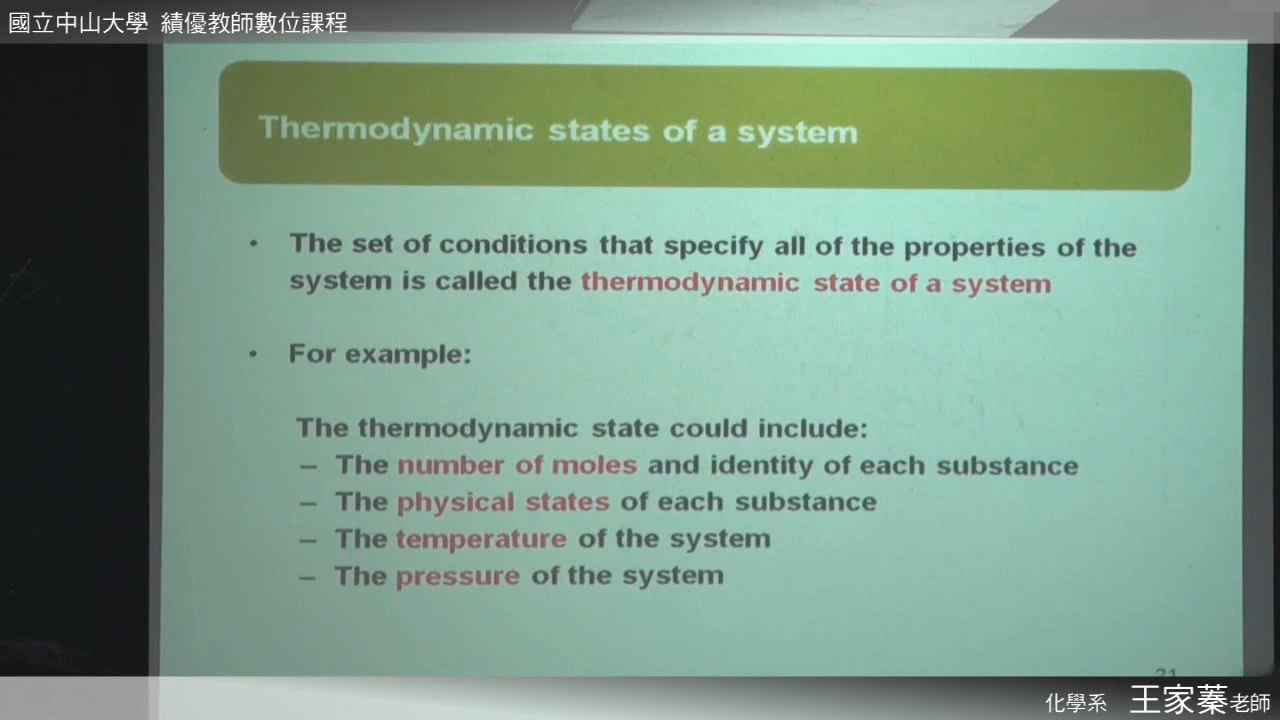 國立中山大學 績優教師數位課程
Thermodynamic states of a system
• The set of conditions that specify all of the properties of the
system is called the thermodynamic state of a system
• For example:
The thermodynamic state could include:
– The number of moles and identity of each substance
– The physical states of each substance
– The temperature of the system
– The pressure of the system
21
化學系 王家蓁老師